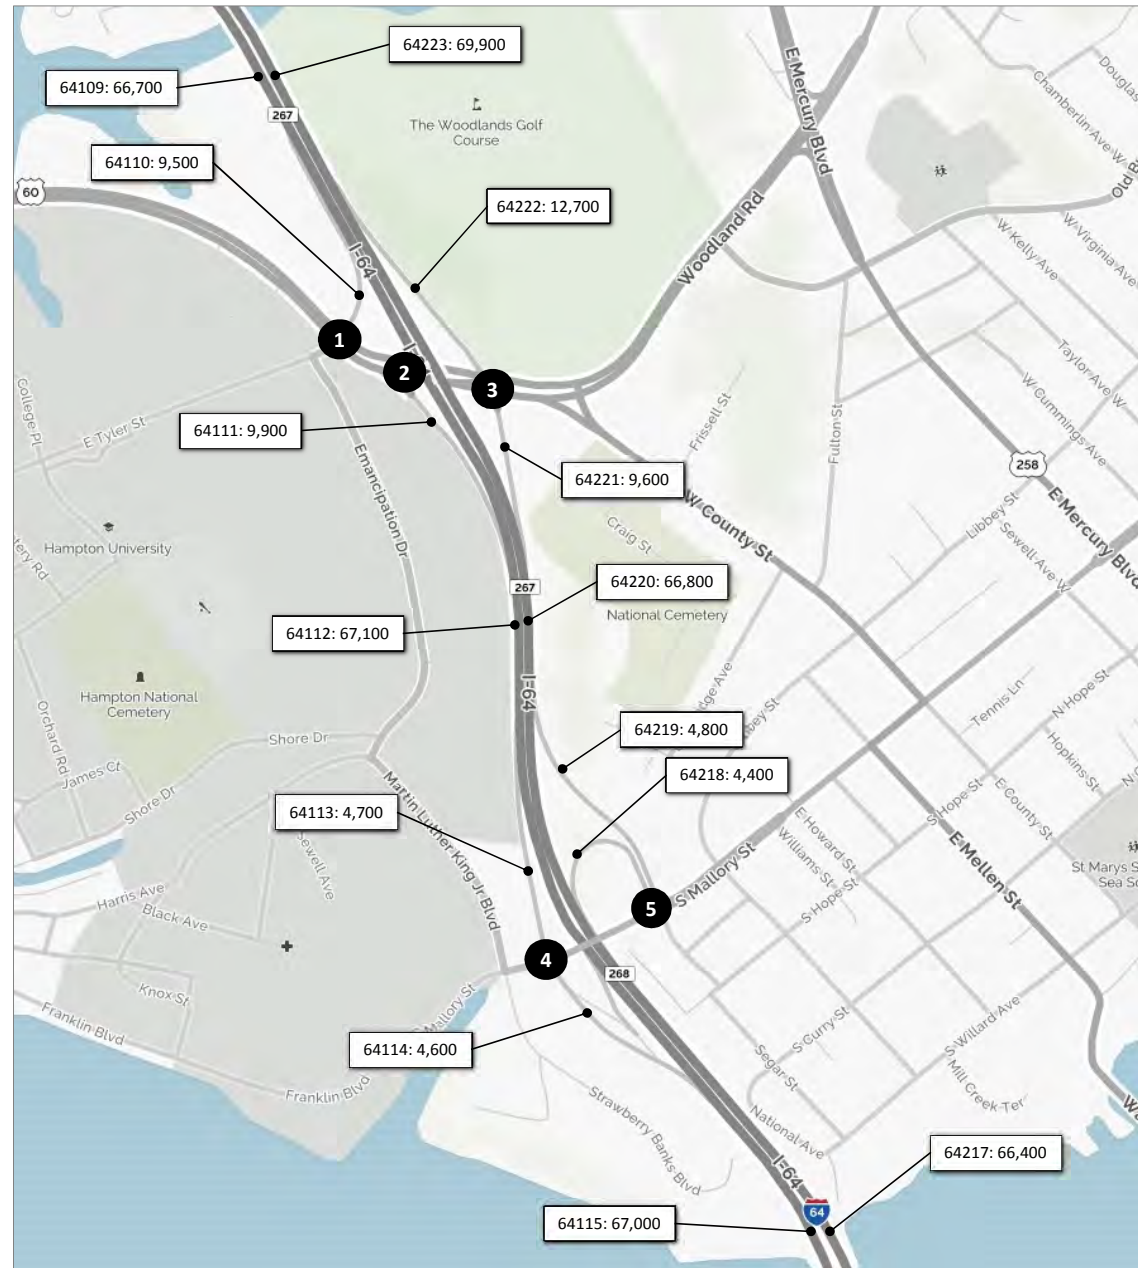 64223: 69,900
64109: 66,700
267
The Woodlands Golf
Course
E Mercury Blvd
Douglas
Chamberlin Ave W
Old B
64110: 9,500
60
64222: 12,700
I-64
Woodland Rd
W Virginia Ave
W Kelly Ave
1
2
3
Taylor Ave W
W Cummings Ave
College Pl
E Tyler St
64111: 9,900
Emancipation Dr
Frissell St
Fulton St
258
64221: 9,600
W County St
Libbey St
E Mercury Blvd
Sewell Ave W
Craig St
Hampton University
267
64220: 66,800
National Cemetery
64112: 67,100
Hampton National
Cemetery
I-64
Tennis Ln
N Hope St
Orchard Rd
Shore Dr
64219: 4,800
Hopkins St
James Ct
Shore Dr
64218: 4,400
Martin Luther King Jr Blvd
64113: 4,700
S Hope St
E County St
E Howard St
Williams St
E Mellen St
St Marys S
Sea Sc
Sewell Ave
Harris Ave
Black Ave
S Hope St
S Mallory St
5
4
268
Knox St
Franklin Blvd
Mallory St
S Curry St
S Willard Ave
64114: 4,600
Segar St
S Mill Creek Ter
Franklin Blvd
Strawberry Banks Blvd
National Ave
64217: 66,400
I-64
64
64115: 67,000